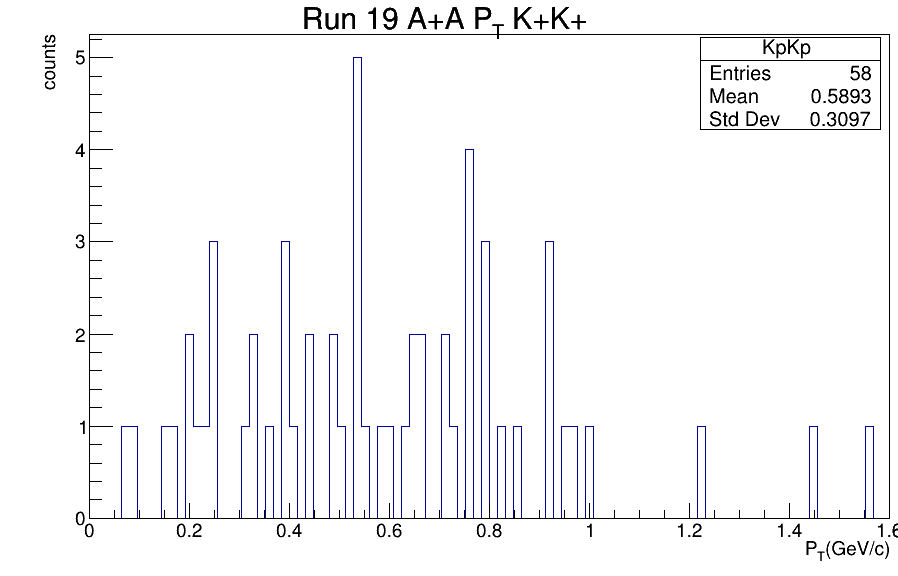 Run 19 A+A P_T K+K+
counts
KpKp
Entries 58
Mean 0.5893
Std Dev 0.3097
5
4
3
2
1
0
0 0.2 0.4 0.6 0.8 1 1.2 1.4 1.6
P_T(GeV/c)